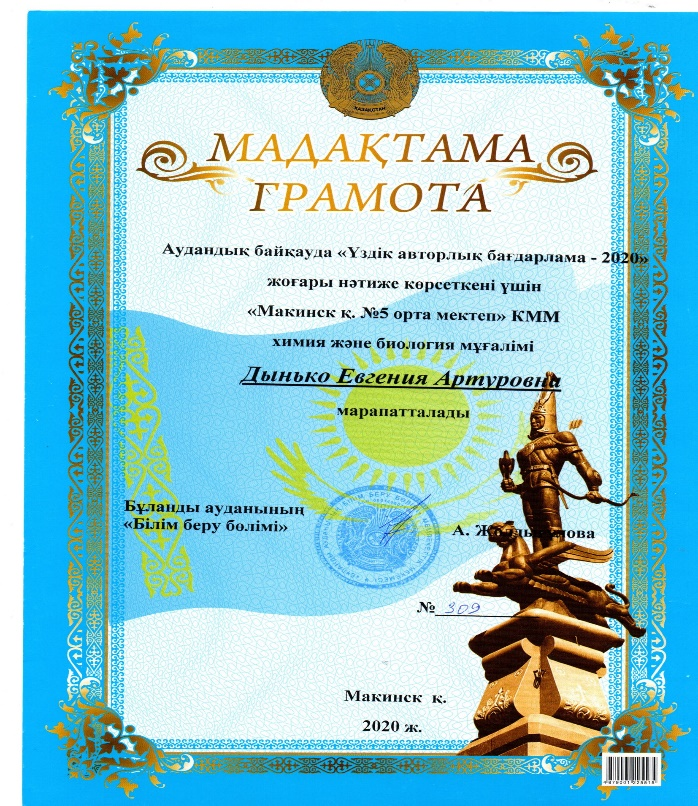 ҚАЗАҚСТАН
МАДАҚТАМА
ГРАМОТА
Аудандық байқауда «Үздік авторлық бағдарлама - 2020»
жоғары нәтиже көрсеткені үшін
«Макинск қ. №5 орта мектеп» КММ
химия және биология мұғалімі
Дынько Евгения Артуровна
марапатталады
Бұланды ауданының
«Білім беру бөлімі»
А.
№ 309
Макинск қ.
2020 ж.